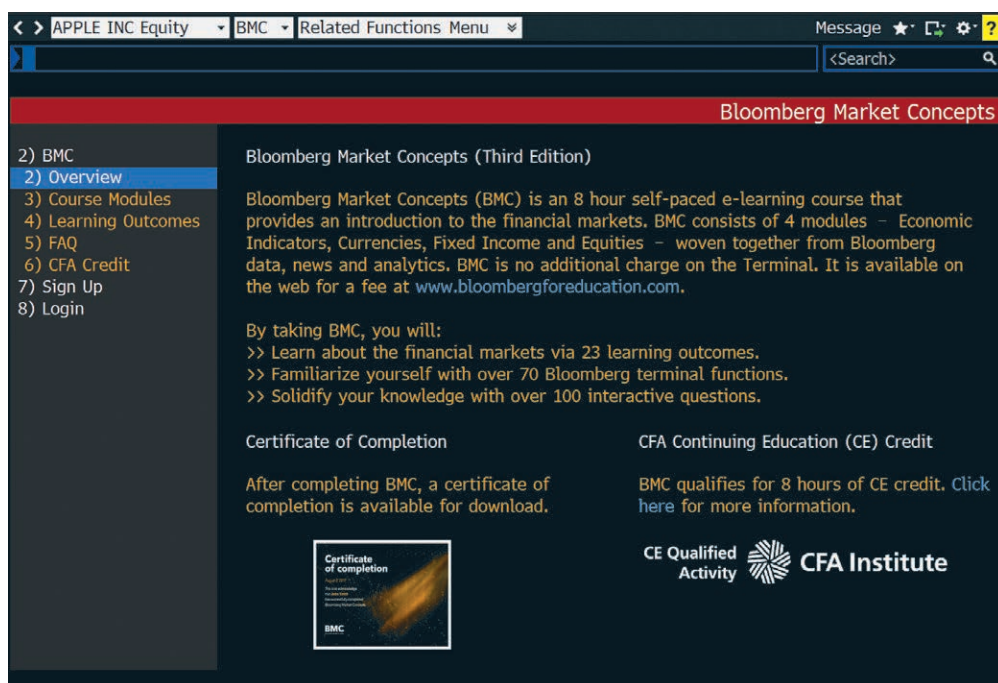 APPLE INC Equity BMC Related Functions Menu Message ?
<Search>
Bloomberg Market Concepts
2) BMC
2) Overview
3) Course Modules
4) Learning Outcomes
5) FAQ
6) CFA Credit
7) Sign Up
8) Login
Bloomberg Market Concepts (Third Edition)
Bloomberg Market Concepts (BMC) is an 8 hour self-paced e-learning course that
provides an introduction to the financial markets. BMC consists of 4 modules – Economic
Indicators, Currencies, Fixed Income and Equities – woven together from Bloomberg
data, news and analytics. BMC is no additional charge on the Terminal. It is available on
the web for a fee at www.bloombergforeducation.com.
By taking BMC, you will:
>> Learn about the financial markets via 23 learning outcomes.
>> Familiarize yourself with over 70 Bloomberg terminal functions.
>> Solidify your knowledge with over 100 interactive questions.
Certificate of Completion
After completing BMC, a certificate of
completion is available for download.
Certificate
of completion
BMC
CFA Continuing Education (CE) Credit
BMC qualifies for 8 hours of CE credit. Click
here for more information.
CE Qualified
Activity
CFA Institute